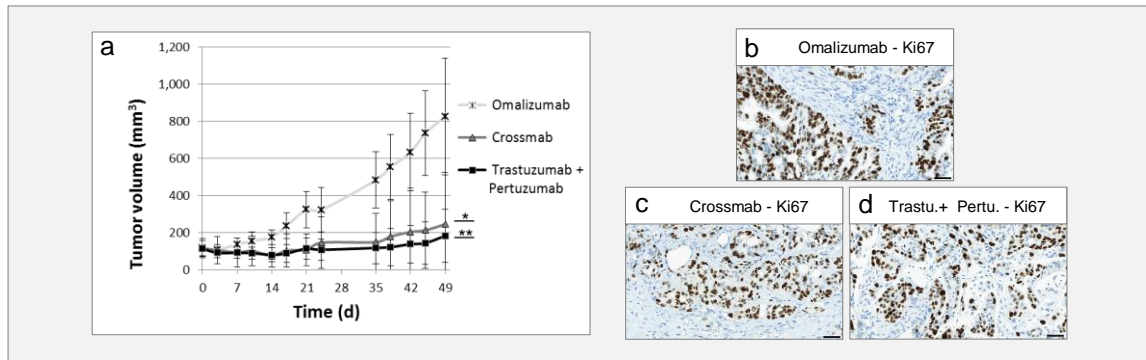 a
1,200
1,000
800
600
400
200
0
Tumor volume (mm³)
0 7 14 21 28 35 42 49
Time (d)
Omalizumab
Crossmab
Trastuzumab +
Pertuzumab
*
**
b Omalizumab - Ki67
c Crossmab - Ki67
d Trastu.+ Pertu. - Ki67